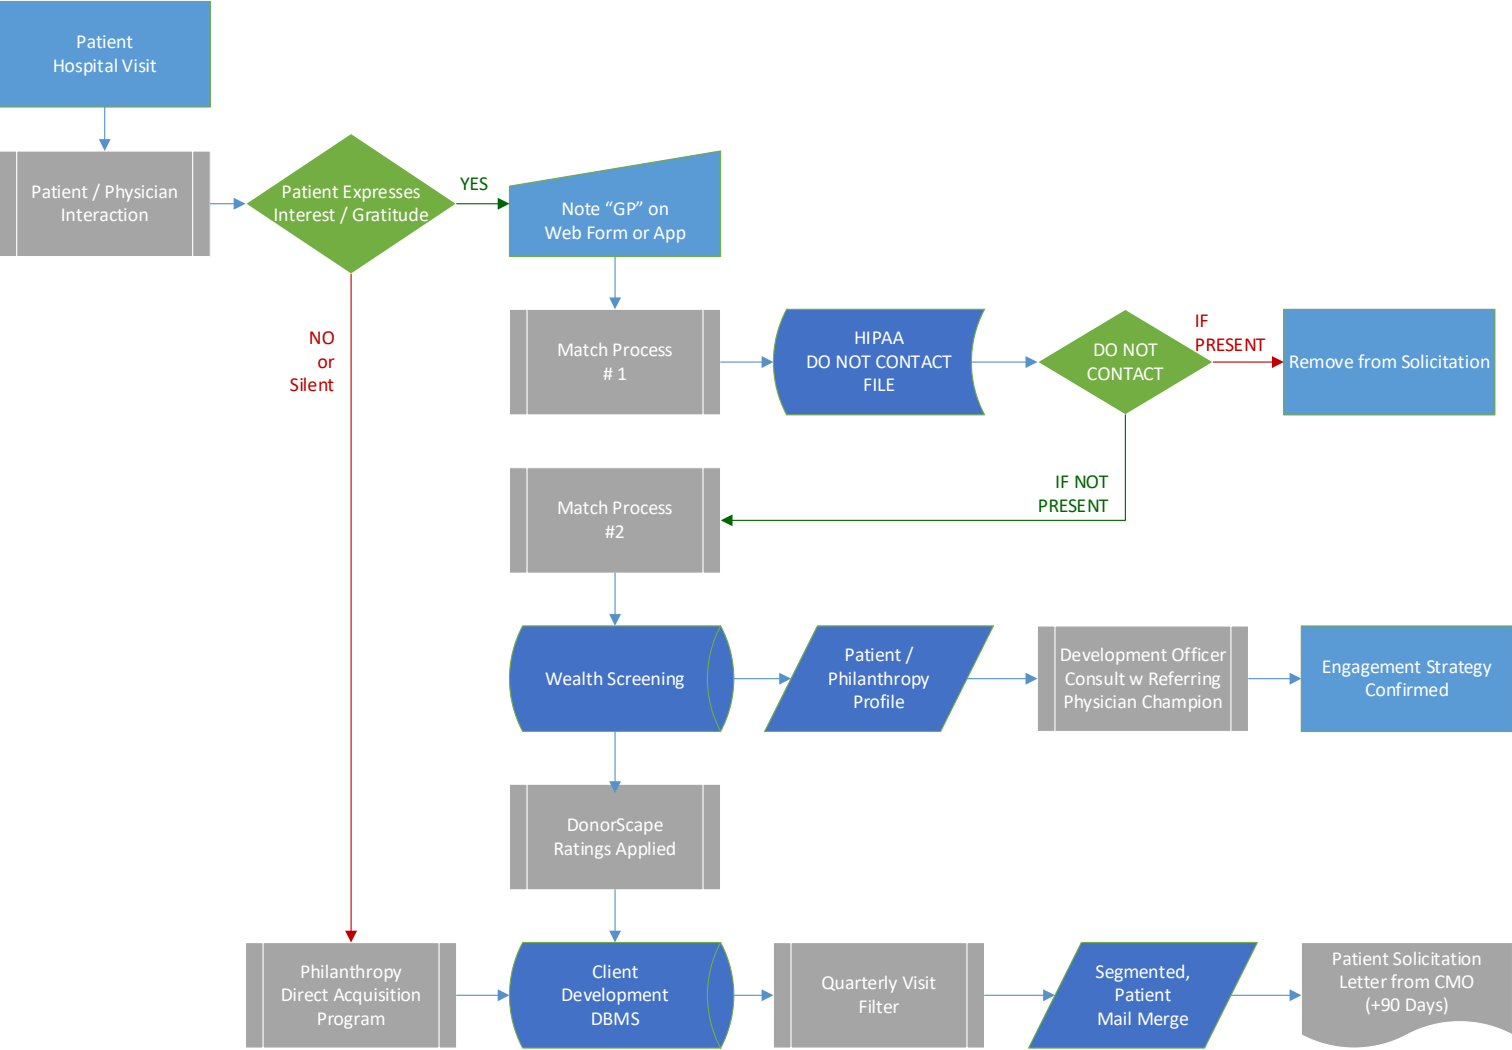 Patient
Hospital Visit
Patient / Physician
Interaction
Patient Expresses
Interest / Gratitude
YES
Note “GP” on
Web Form or App
NO
or
Silent
Match Process
# 1
HIPAA
DO NOT CONTACT
FILE
DO NOT
CONTACT
IF
PRESENT
Remove from Solicitation
IF NOT
PRESENT
Match Process
#2
Wealth Screening
Patient /
Philanthropy
Profile
Development Officer
Consult w Referring
Physician Champion
Engagement Strategy
Confirmed
DonorScape
Ratings Applied
Philanthropy
Direct Acquisition
Program
Client
Development
DBMS
Quarterly Visit
Filter
Segmented,
Patient
Mail Merge
Patient Solicitation
Letter from CMO
(+90 Days)